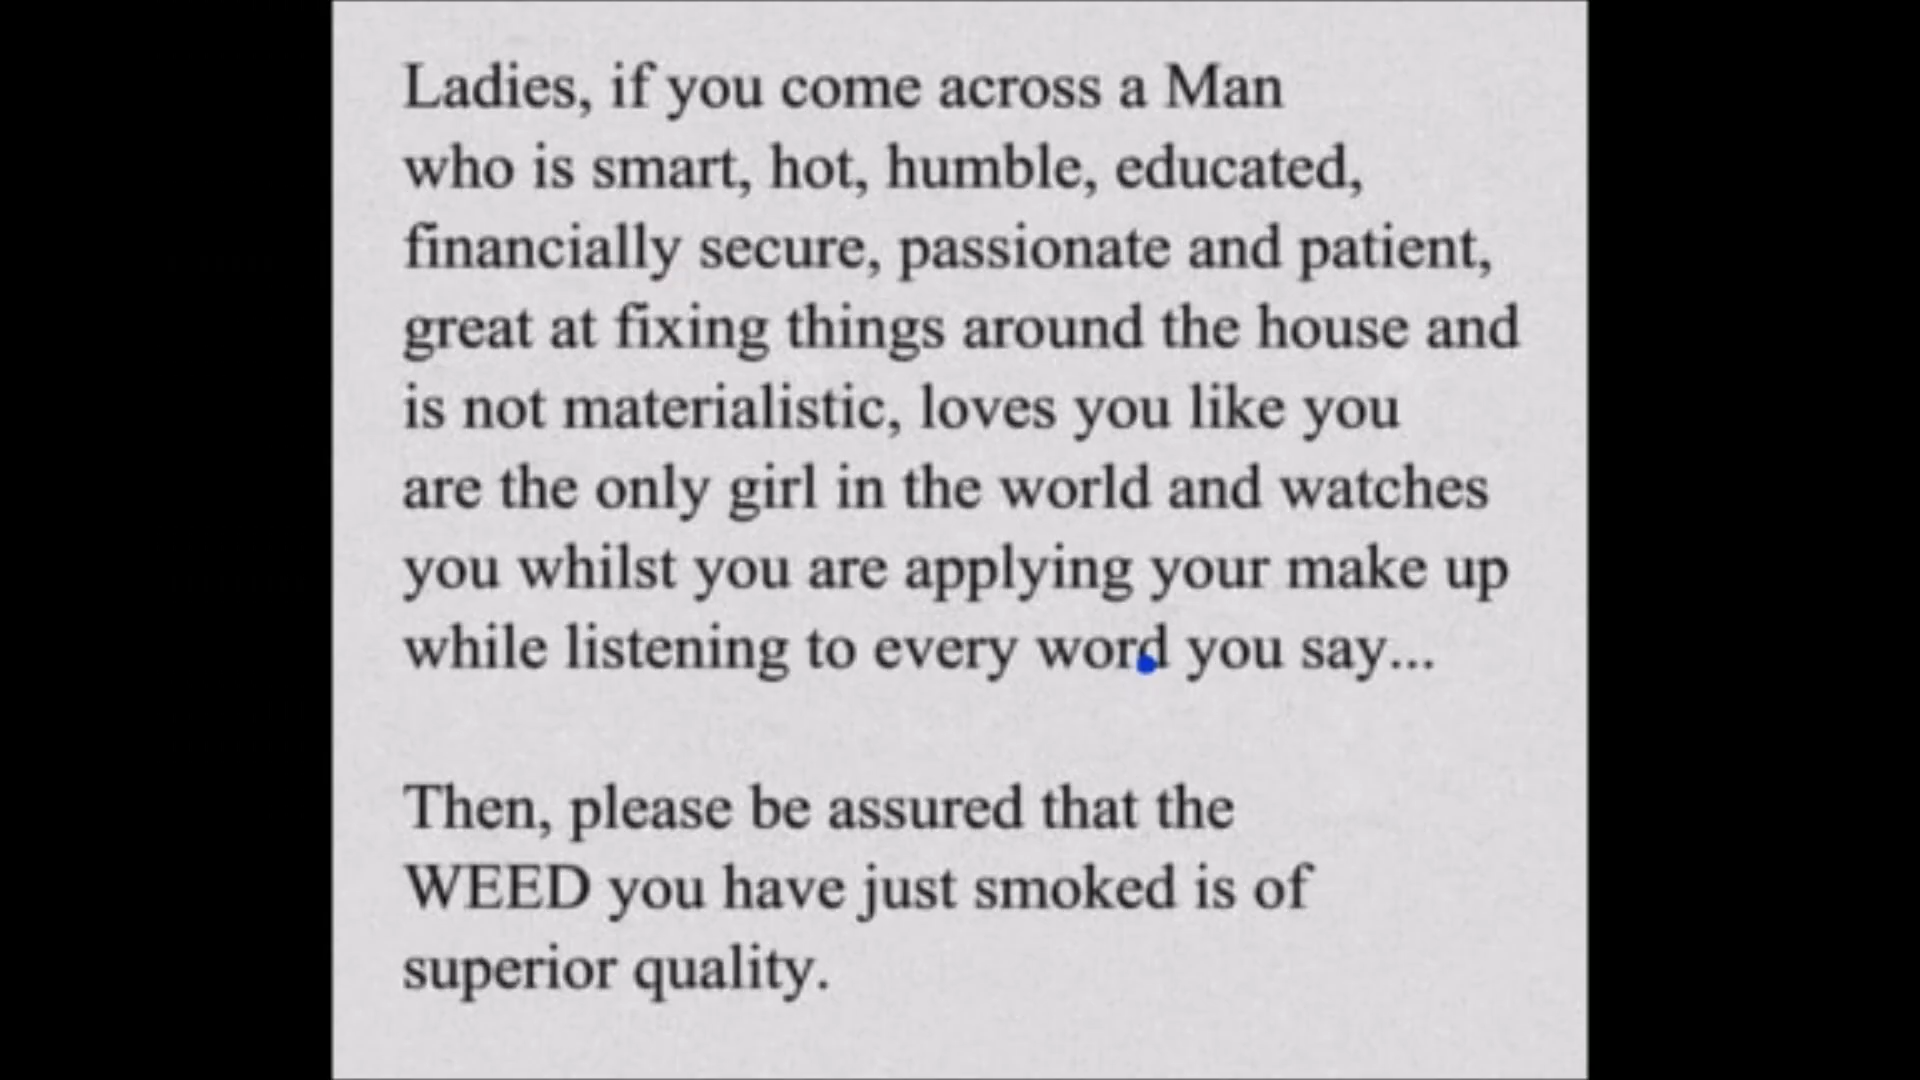 Ladies, if you come across a Man
who is smart, hot, humble, educated,
financially secure, passionate and patient,
great at fixing things around the house and
is not materialistic, loves you like you
are the only girl in the world and watches
you whilst you are applying your make up
while listening to every word you say...
Then, please be assured that the
WEED you have just smoked is of
superior quality.